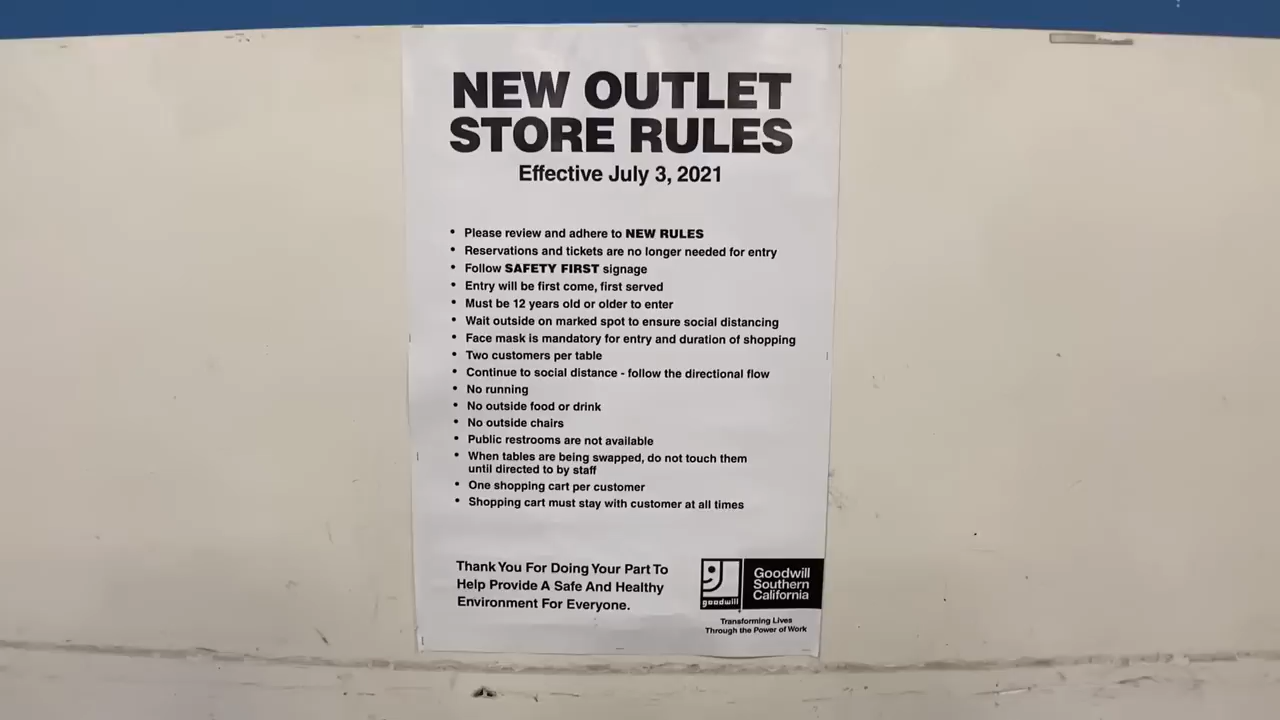 NEW OUTLET
STORE RULES
Effective July 3, 2021
• Please review and adhere to NEW RULES
• Reservations and tickets are no longer needed for entry
• Follow SAFETY FIRST signage
• Entry will be first come, first served
• Must be 12 years old or older to enter
• Wait outside on marked spot to ensure social distancing
• Face mask is mandatory for entry and duration of shopping
• Two customers per table
• Continue to social distance - follow the directional flow
• No running
• No outside food or drink
• No outside chairs
• Public restrooms are not available
• When tables are being swapped, do not touch them
until directed to by staff
• One shopping cart per customer
• Shopping cart must stay with customer at all times
Thank You For Doing Your Part To
Help Provide A Safe And Healthy
Environment For Everyone.
goodwill
Goodwill
Southern
California
Transforming Lives
Through the Power of Work